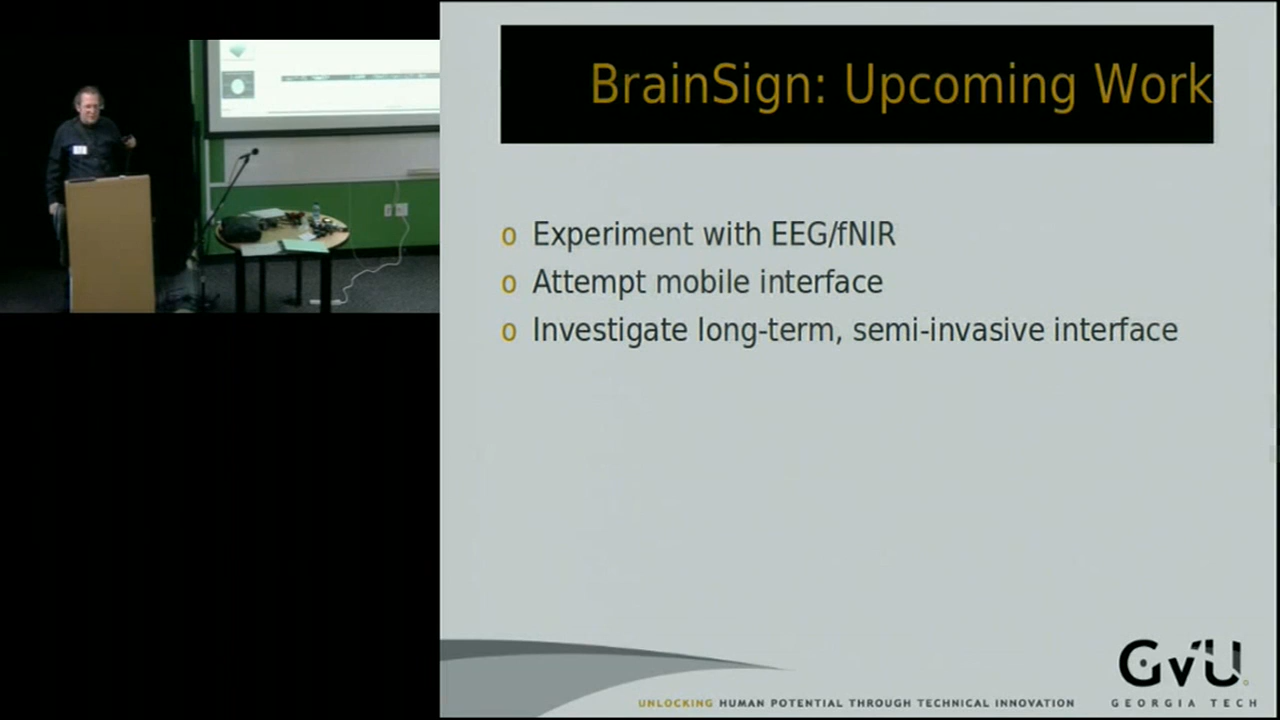 BrainSign: Upcoming Work
o Experiment with EEG/fNIR
o Attempt mobile interface
o Investigate long-term, semi-invasive interface
UNLOCKING HUMAN POTENTIAL THROUGH TECHNICAL INNOVATION
GVU
GEORGIA TECH